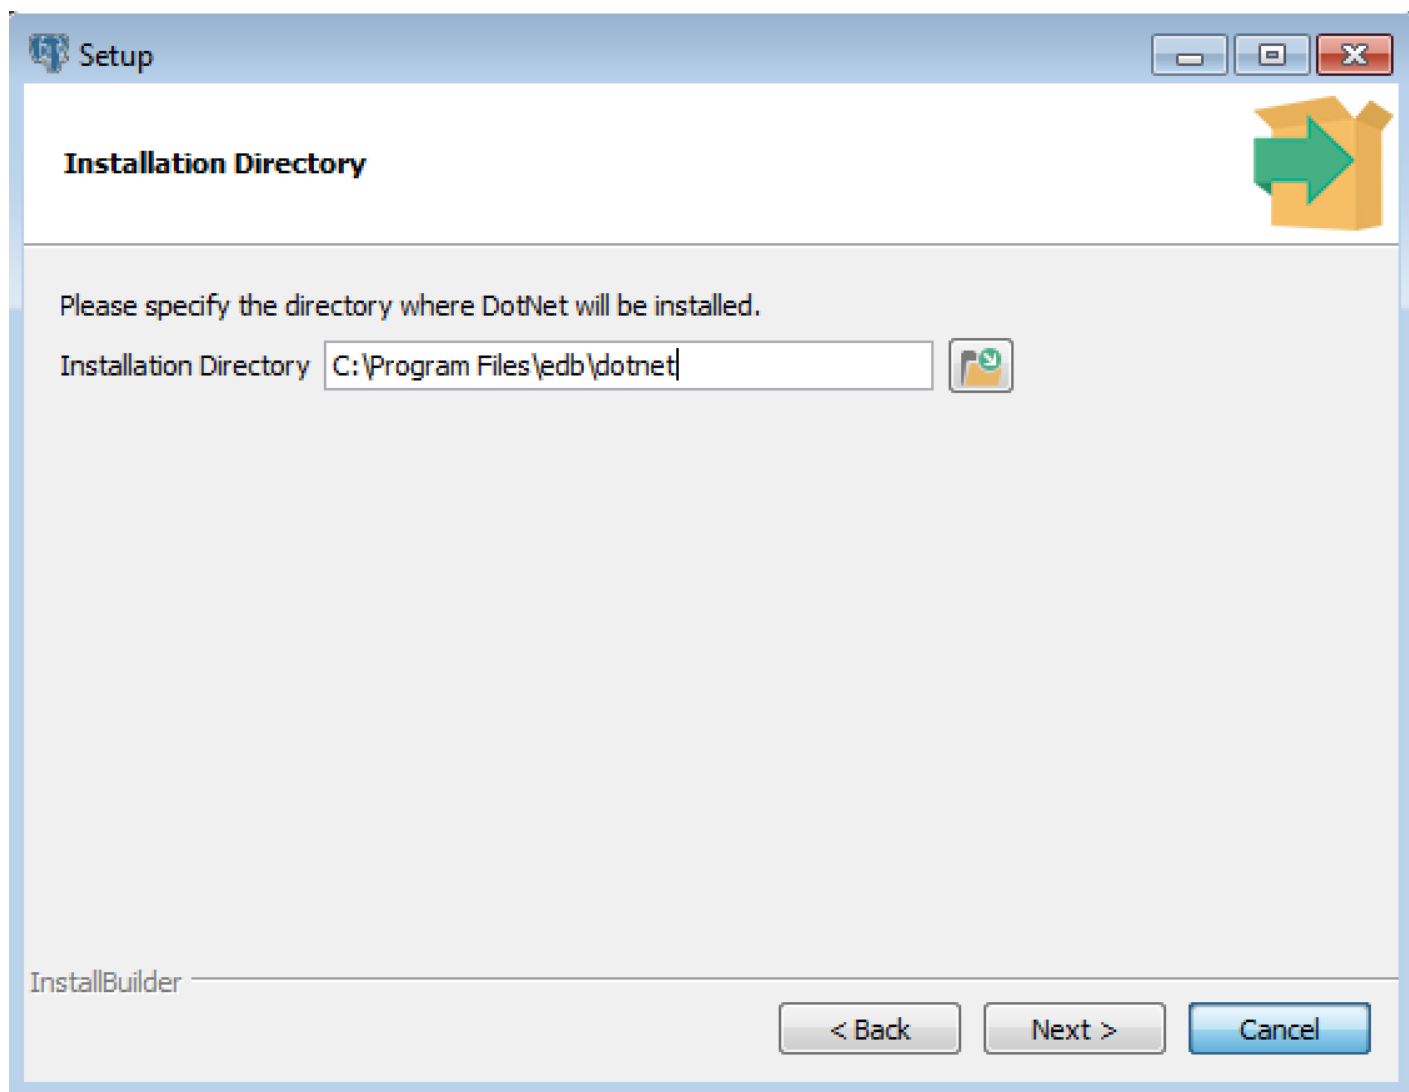 Setup
Installation Directory
Please specify the directory where DotNet will be installed.
Installation Directory C:\Program Files\edb\dotnet
InstallBuilder
< Back Next > Cancel